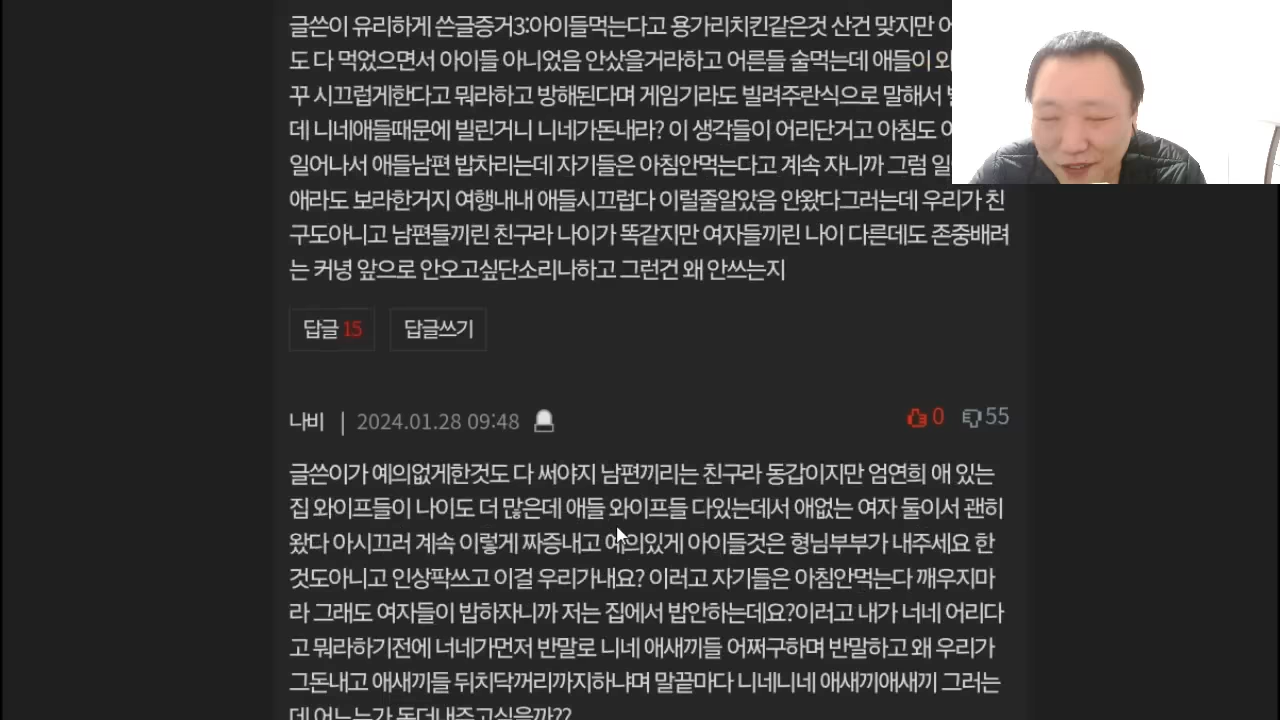 글쓴이 유리하게 쓴글증거3:아이들먹는다고 용가리치킨같은것 산건 맞지만 어
도 다 먹었으면서 아이들 아니었음 안샀을거라하고 어른들 술먹는데 애들이 와
꾸 시끄럽게한다고 뭐라하고 방해된다며 게임기라도 빌려주란식으로 말해서
데 니네애들때문에 빌린거니 니네가돈내라? 이 생각들이 어리단거고 아침도
일어나서 애들남편 밥차리는데 자기들은 아침안먹는다고 계속 자니까 그럼
애라도 보라한거지 여행내내 애들시끄럽다 이럴줄알았음 안왔다그러는데 우리가 친
구도아니고 남편들끼린 친구라 나이가 똑같지만 여자들끼린 나이 다른데도 존중배려
는 커녕 앞으로 안오고싶단소리나하고 그런건 왜 안쓰는지
답글 15 답글쓰기
나비 | 2024.01.28 09:48 0 55
글쓴이가 예의없게한것도 다 써야지 남편끼리는 친구라 동갑이지만 엄연희 애 있는
집 와이프들이 나이도 더 많은데 애들 와이프들 다있는데서 애없는 여자 둘이서 괜히
왔다 아시끄러 계속 이렇게 짜증내고 예의있게 아이들것은 형님부부가 내주세요 한
것도아니고 인상팍쓰고 이걸 우리가내요? 이러고 자기들은 아침안먹는다 깨우지마
라 그래도 여자들이 밥하자니까 저는 집에서 밥안하는데요?이러고 내가 너네 어리다
고 뭐라하기전에 너네가먼저 반말로 니네 애새끼들 어쩌구하며 반말하고 왜 우리가
그돈내고 애새끼들 뒤치닥꺼리까지하냐며 말끝마다 니네니네 애새끼애새끼 그러는
데 어느누가 돈더내주고싶을까??